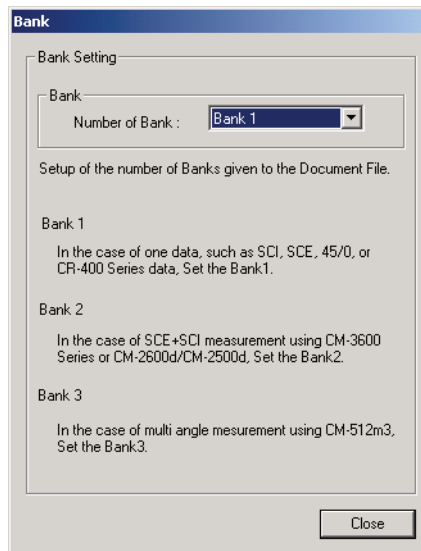 Bank
Bank Setting
Bank
Number of Bank :
Bank 1
Setup of the number of Banks given to the Document File.
Bank 1
In the case of one data, such as SCI, SCE, 45/0, or
CR-400 Series data, Set the Bank1.
Bank 2
In the case of SCE+SCI measurement using CM-3600
Series or CM-2600d/CM-2500d, Set the Bank2.
Bank 3
In the case of multi angle mesurement using CM-512m3,
Set the Bank3.
Close